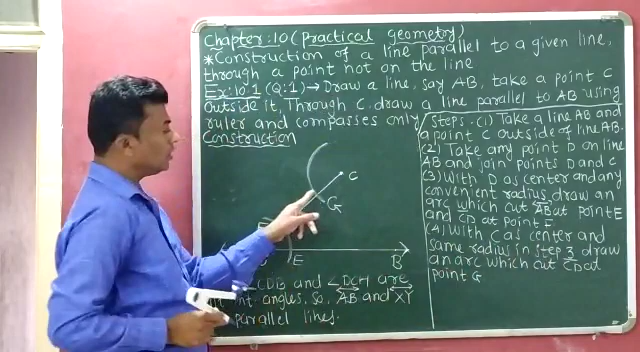 Chapter:10(Practical geometry)
*Construction of a line parallel to a given line,
through a point not on the line
Ex:10.1(Q:1)→Draw a line, say AB, take a point C
outside it, Through C, draw a line parallel to AB using
ruler and compasses only
Construction
C
G
E
B
∠CDB and ∠DCH are
angles, so, AB and XY
parallel lines.
Steps:(1) Take a line AB and
a point C outside of line AB.
(2) Take any point D on line
AB and join points D and C
(3) With D as center and any
convenient radius draw an
arc which cut AB at point E
and CD at point F
(4) With C as center and
same radius in step 3 draw
an arc which cut CD at
point G